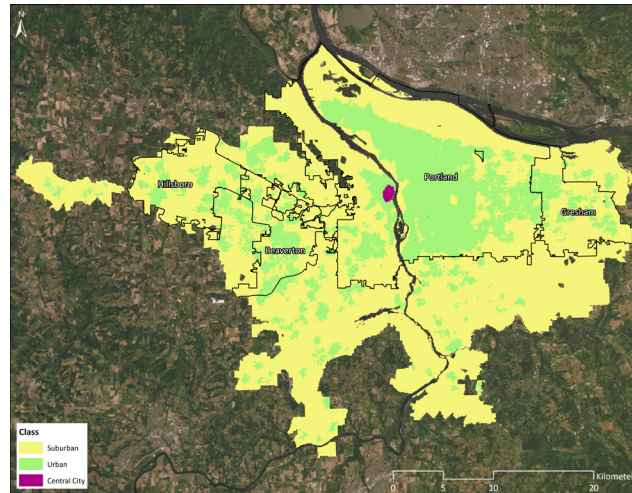 N
Hillsboro
Portland
Gresham
Beaverton
Class
Suburban
Urban
Central City
Kilomete
0 5 10 20